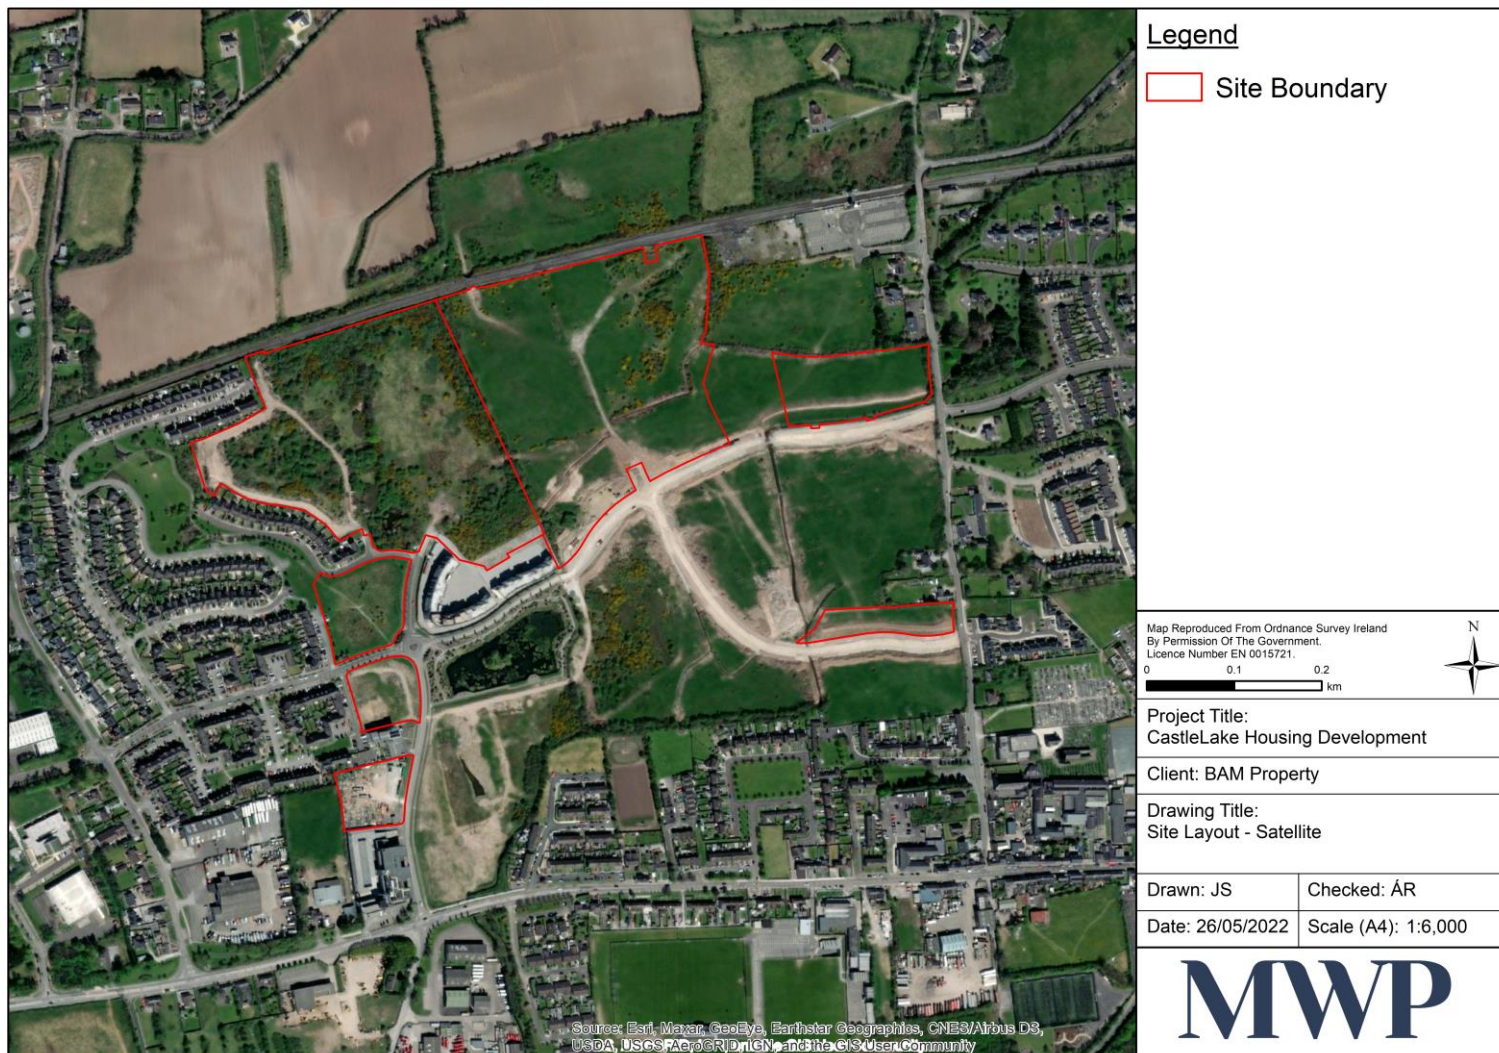 Legend
Site Boundary
Map Reproduced From Ordnance Survey Ireland
By Permission Of The Government.
Licence Number EN 0015721.
N
0 0.1 0.2
km
Project Title:
CastleLake Housing Development
Client: BAM Property
Drawing Title:
Site Layout - Satellite
Drawn: JS
Checked: ÁR
Date: 26/05/2022
Scale (A4): 1:6,000
MWP
Source: Esri, Maxar, GeoEye, Earthstar Geographics, CNES/Airbus DS,
USDA, USGS, AeroGRID, IGN, and the GIS User Community